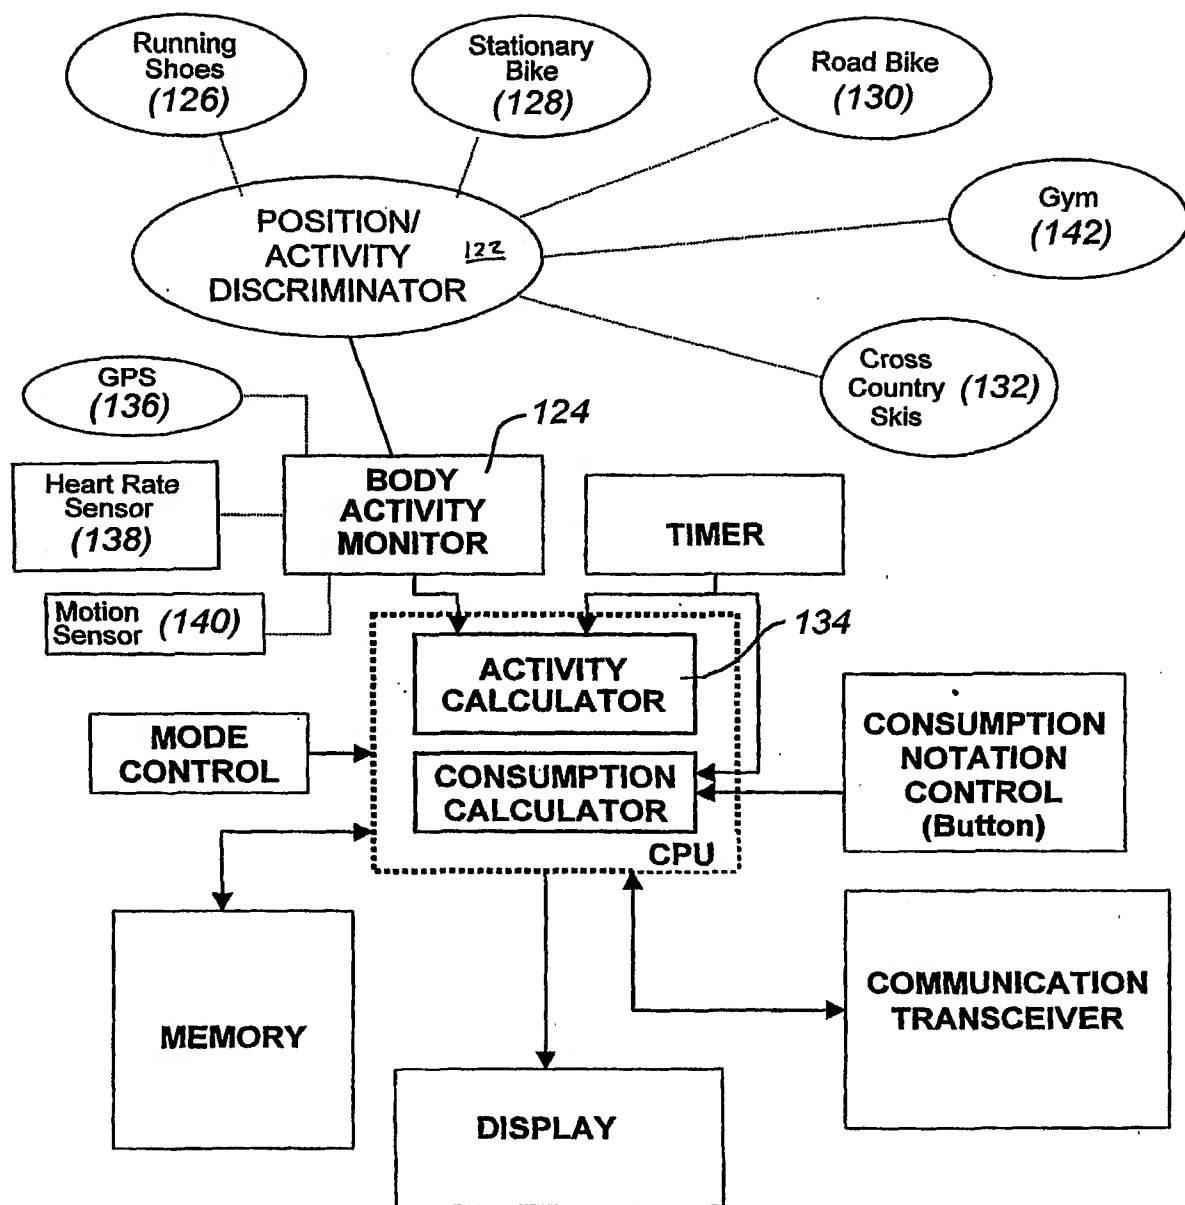 Running
Shoes
(126)
Stationary
Bike
(128)
Road Bike
(130)
Gym
(142)
POSITION/
ACTIVITY
DISCRIMINATOR
122
Cross
Country
Skis
(132)
GPS
(136)
124
Heart Rate
Sensor
(138)
BODY
ACTIVITY
MONITOR
TIMER
Motion
Sensor
(140)
134
ACTIVITY
CALCULATOR
MODE
CONTROL
CONSUMPTION
CALCULATOR
CPU
CONSUMPTION
NOTATION
CONTROL
(Button)
MEMORY
COMMUNICATION
TRANSCEIVER
DISPLAY